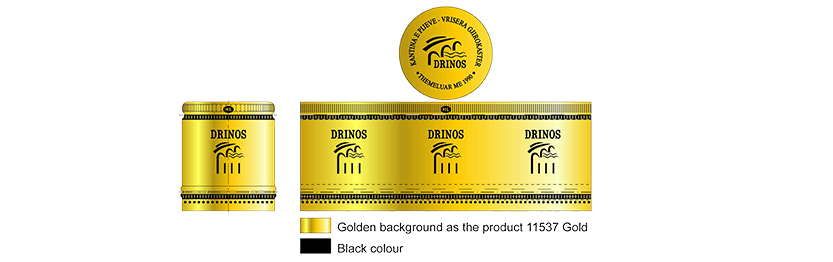 KANTINA E PIJEVE - VRISERA GJIROKASTER
DRINOS
• THEMELUAR ME 1990 •
DRINOS
DRINOS
DRINOS
DRINOS
Golden background as the product 11537 Gold
Black colour